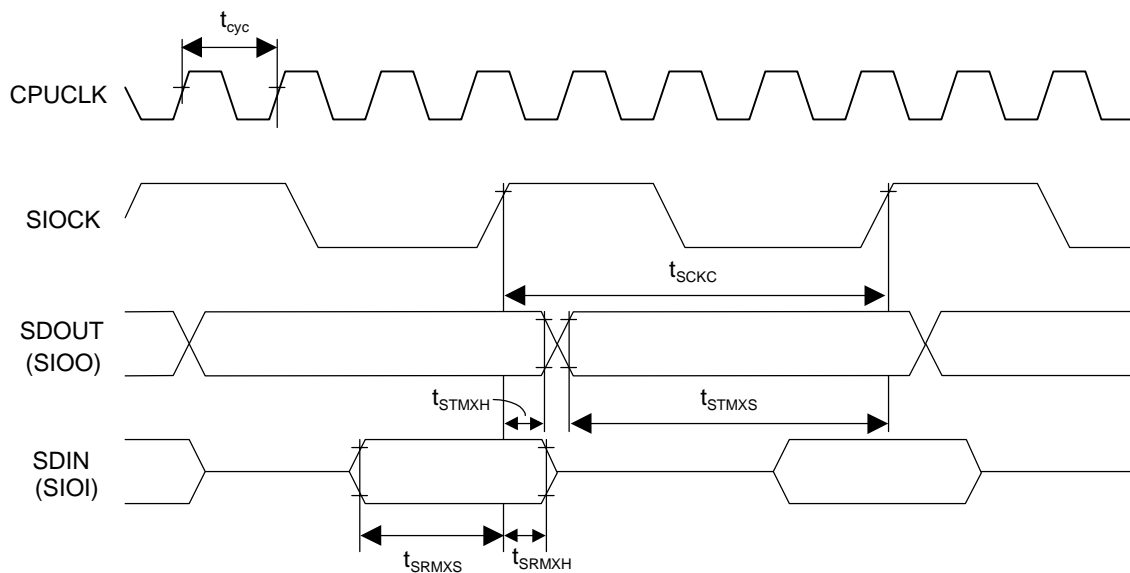 tcyc
CPUCLK
SIOCK
tSCKC
SDOUT
(SIOO)
tSTMXH
tSTMXS
SDIN
(SIOI)
tSRMXS
tSRMXH